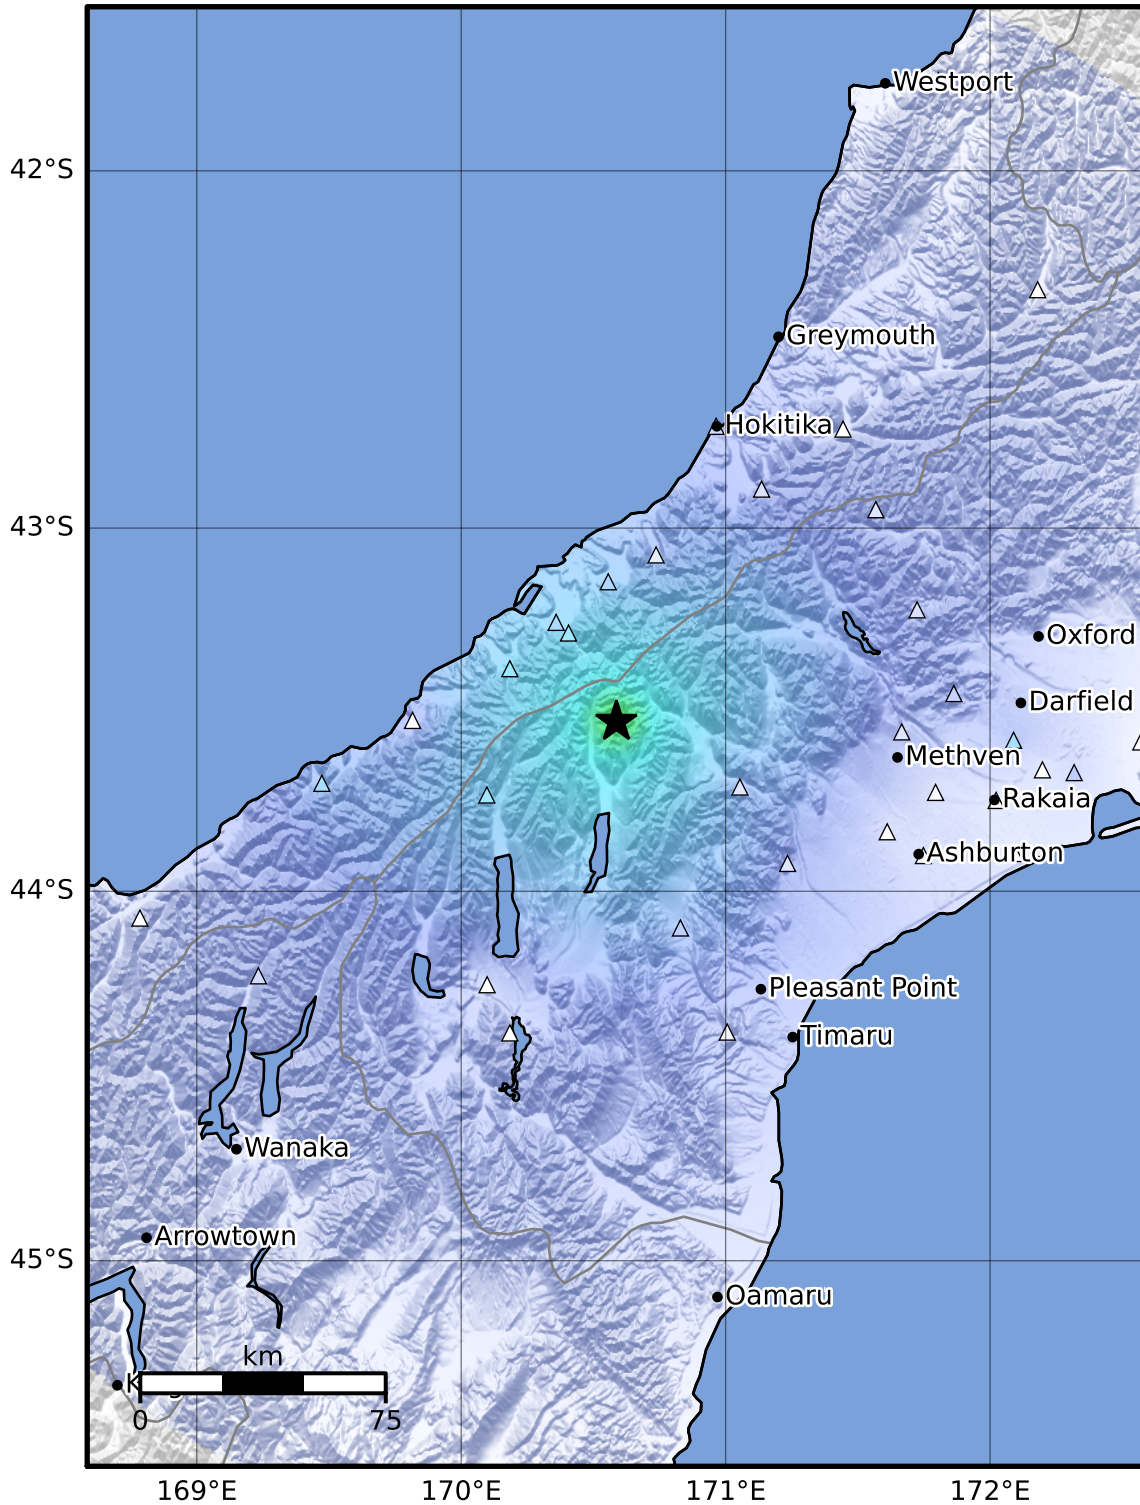 Westport
42°S
Greymouth
Hokitika
43°S
Oxford
Darfield
Methven
Rakaia
Ashburton
44°S
Pleasant Point
Timaru
Wanaka
Arrowtown
45°S
Oamaru
km
0
75
169°E
170°E
171°E
172°E